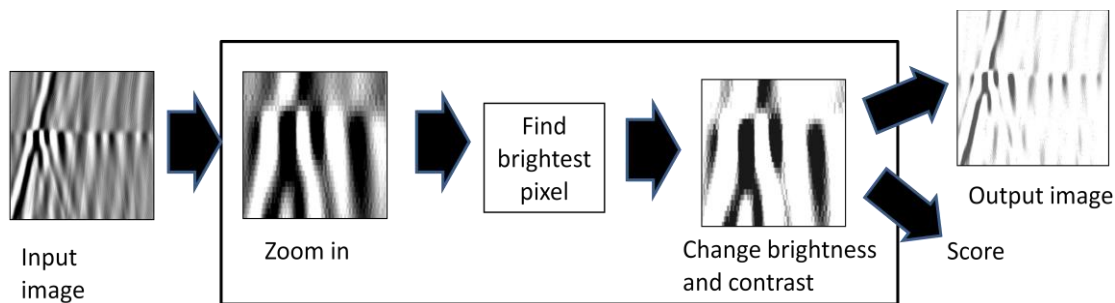 Input
image
Zoom in
Find
brightest
pixel
Change brightness
and contrast
Output image
Score